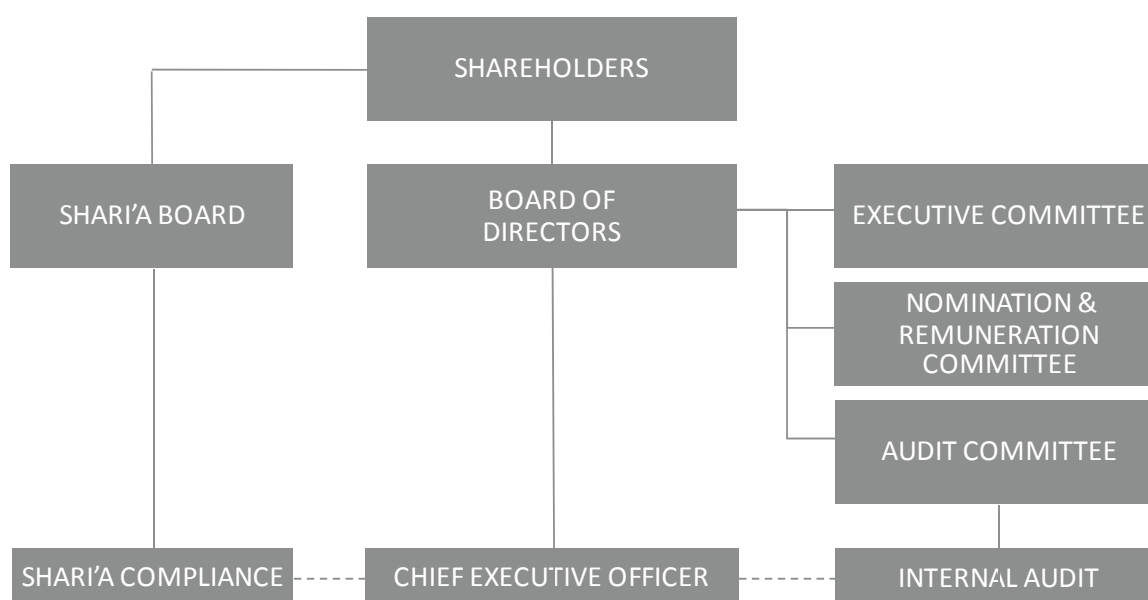 SHAREHOLDERS
SHARI’A BOARD
BOARD OF
DIRECTORS
EXECUTIVE COMMITTEE
NOMINATION &
REMUNERATION
COMMITTEE
AUDIT COMMITTEE
SHARI’A COMPLIANCE
CHIEF EXECUTIVE OFFICER
INTERNAL AUDIT